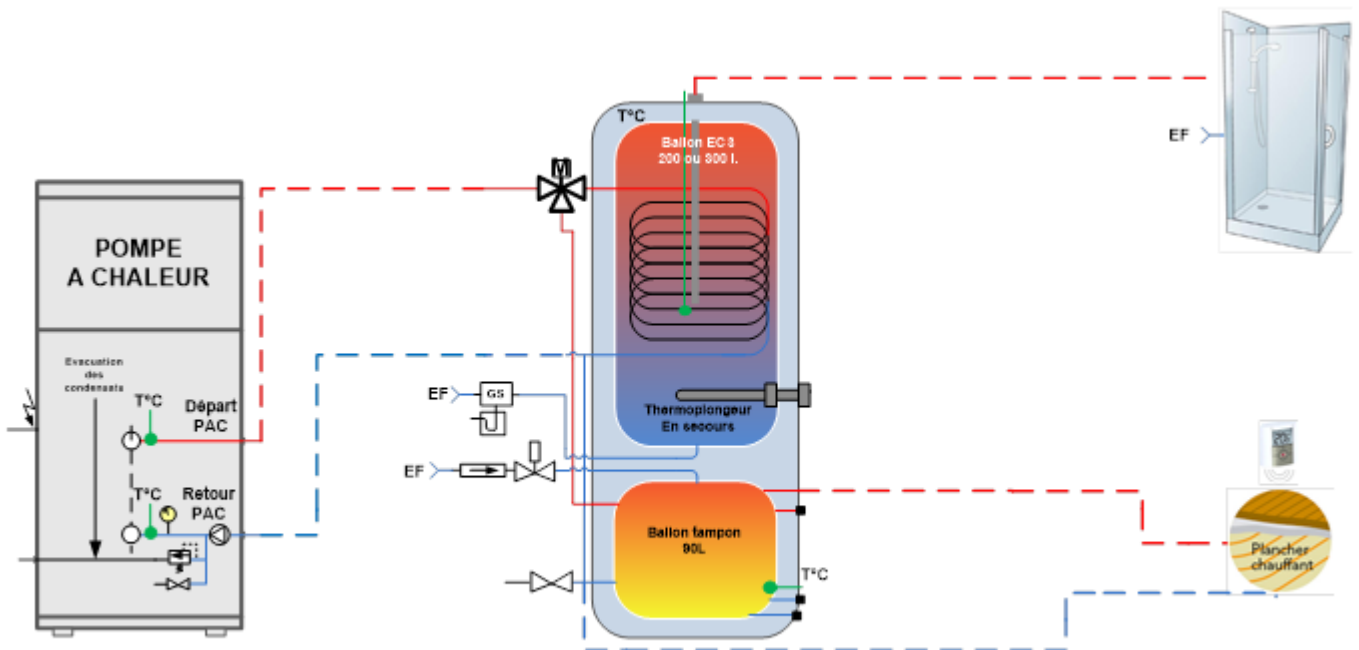 T°C
Ballon EC8
200 ou 300 l.
EF
M
POMPE
A CHALEUR
Evacuation
des
condensats
T°C
Départ
PAC
EF
GS
Thermoplongeur
En secours
EF
T°C
Retour
PAC
Ballon tampon
90L
T°C
Plancher
chauffant